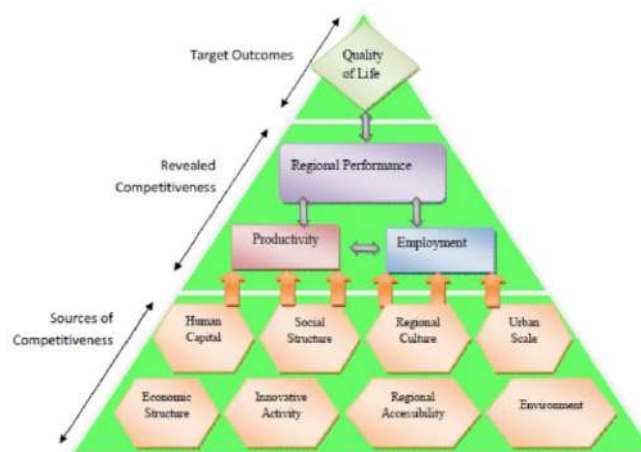 Target Outcomes
Quality
of Life
Revealed
Competitiveness
Regional Performance
Productivity
Employment
Sources of
Competitiveness
Human
Capital
Social
Structure
Regional
Culture
Urban
Scale
Economic
Structure
Innovative
Activity
Regional
Accessibility
Environment